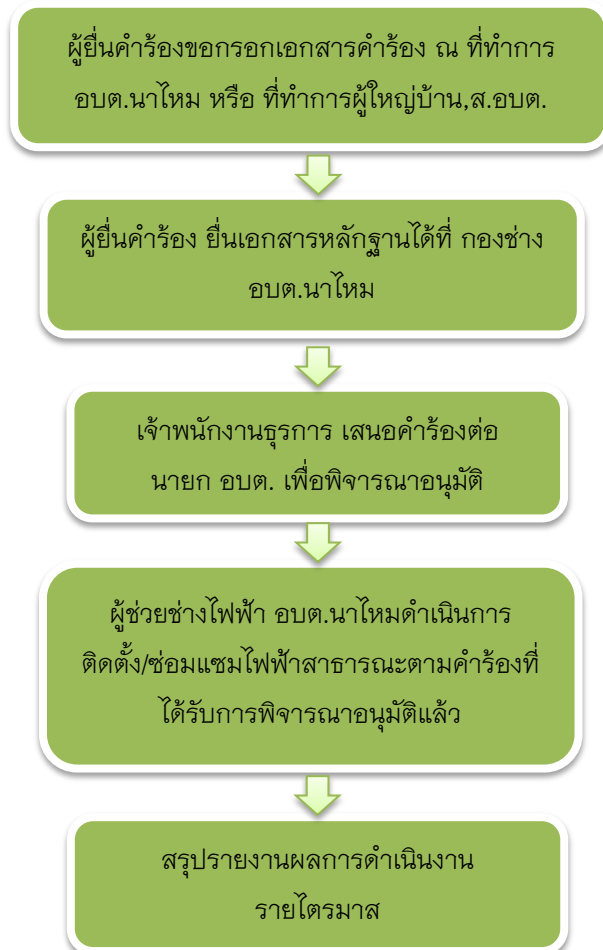 ผู้ยื่นคำร้องขอกรอกเอกสารคำร้อง ณ ที่ทำการ
อบต.นาไหม หรือ ที่ทำการผู้ใหญ่บ้าน,ส.อบต.
ผู้ยื่นคำร้อง ยื่นเอกสารหลักฐานได้ที่ กองช่าง
อบต.นาไหม
เจ้าพนักงานธุรการ เสนอคำร้องต่อ
นายก อบต. เพื่อพิจารณาอนุมัติ
ผู้ช่วยช่างไฟฟ้า อบต.นาไหมดำเนินการ
ติดตั้ง/ซ่อมแซมไฟฟ้าสาธารณะตามคำร้องที่
ได้รับการพิจารณาอนุมัติแล้ว
สรุปรายงานผลการดำเนินงาน
รายไตรมาส